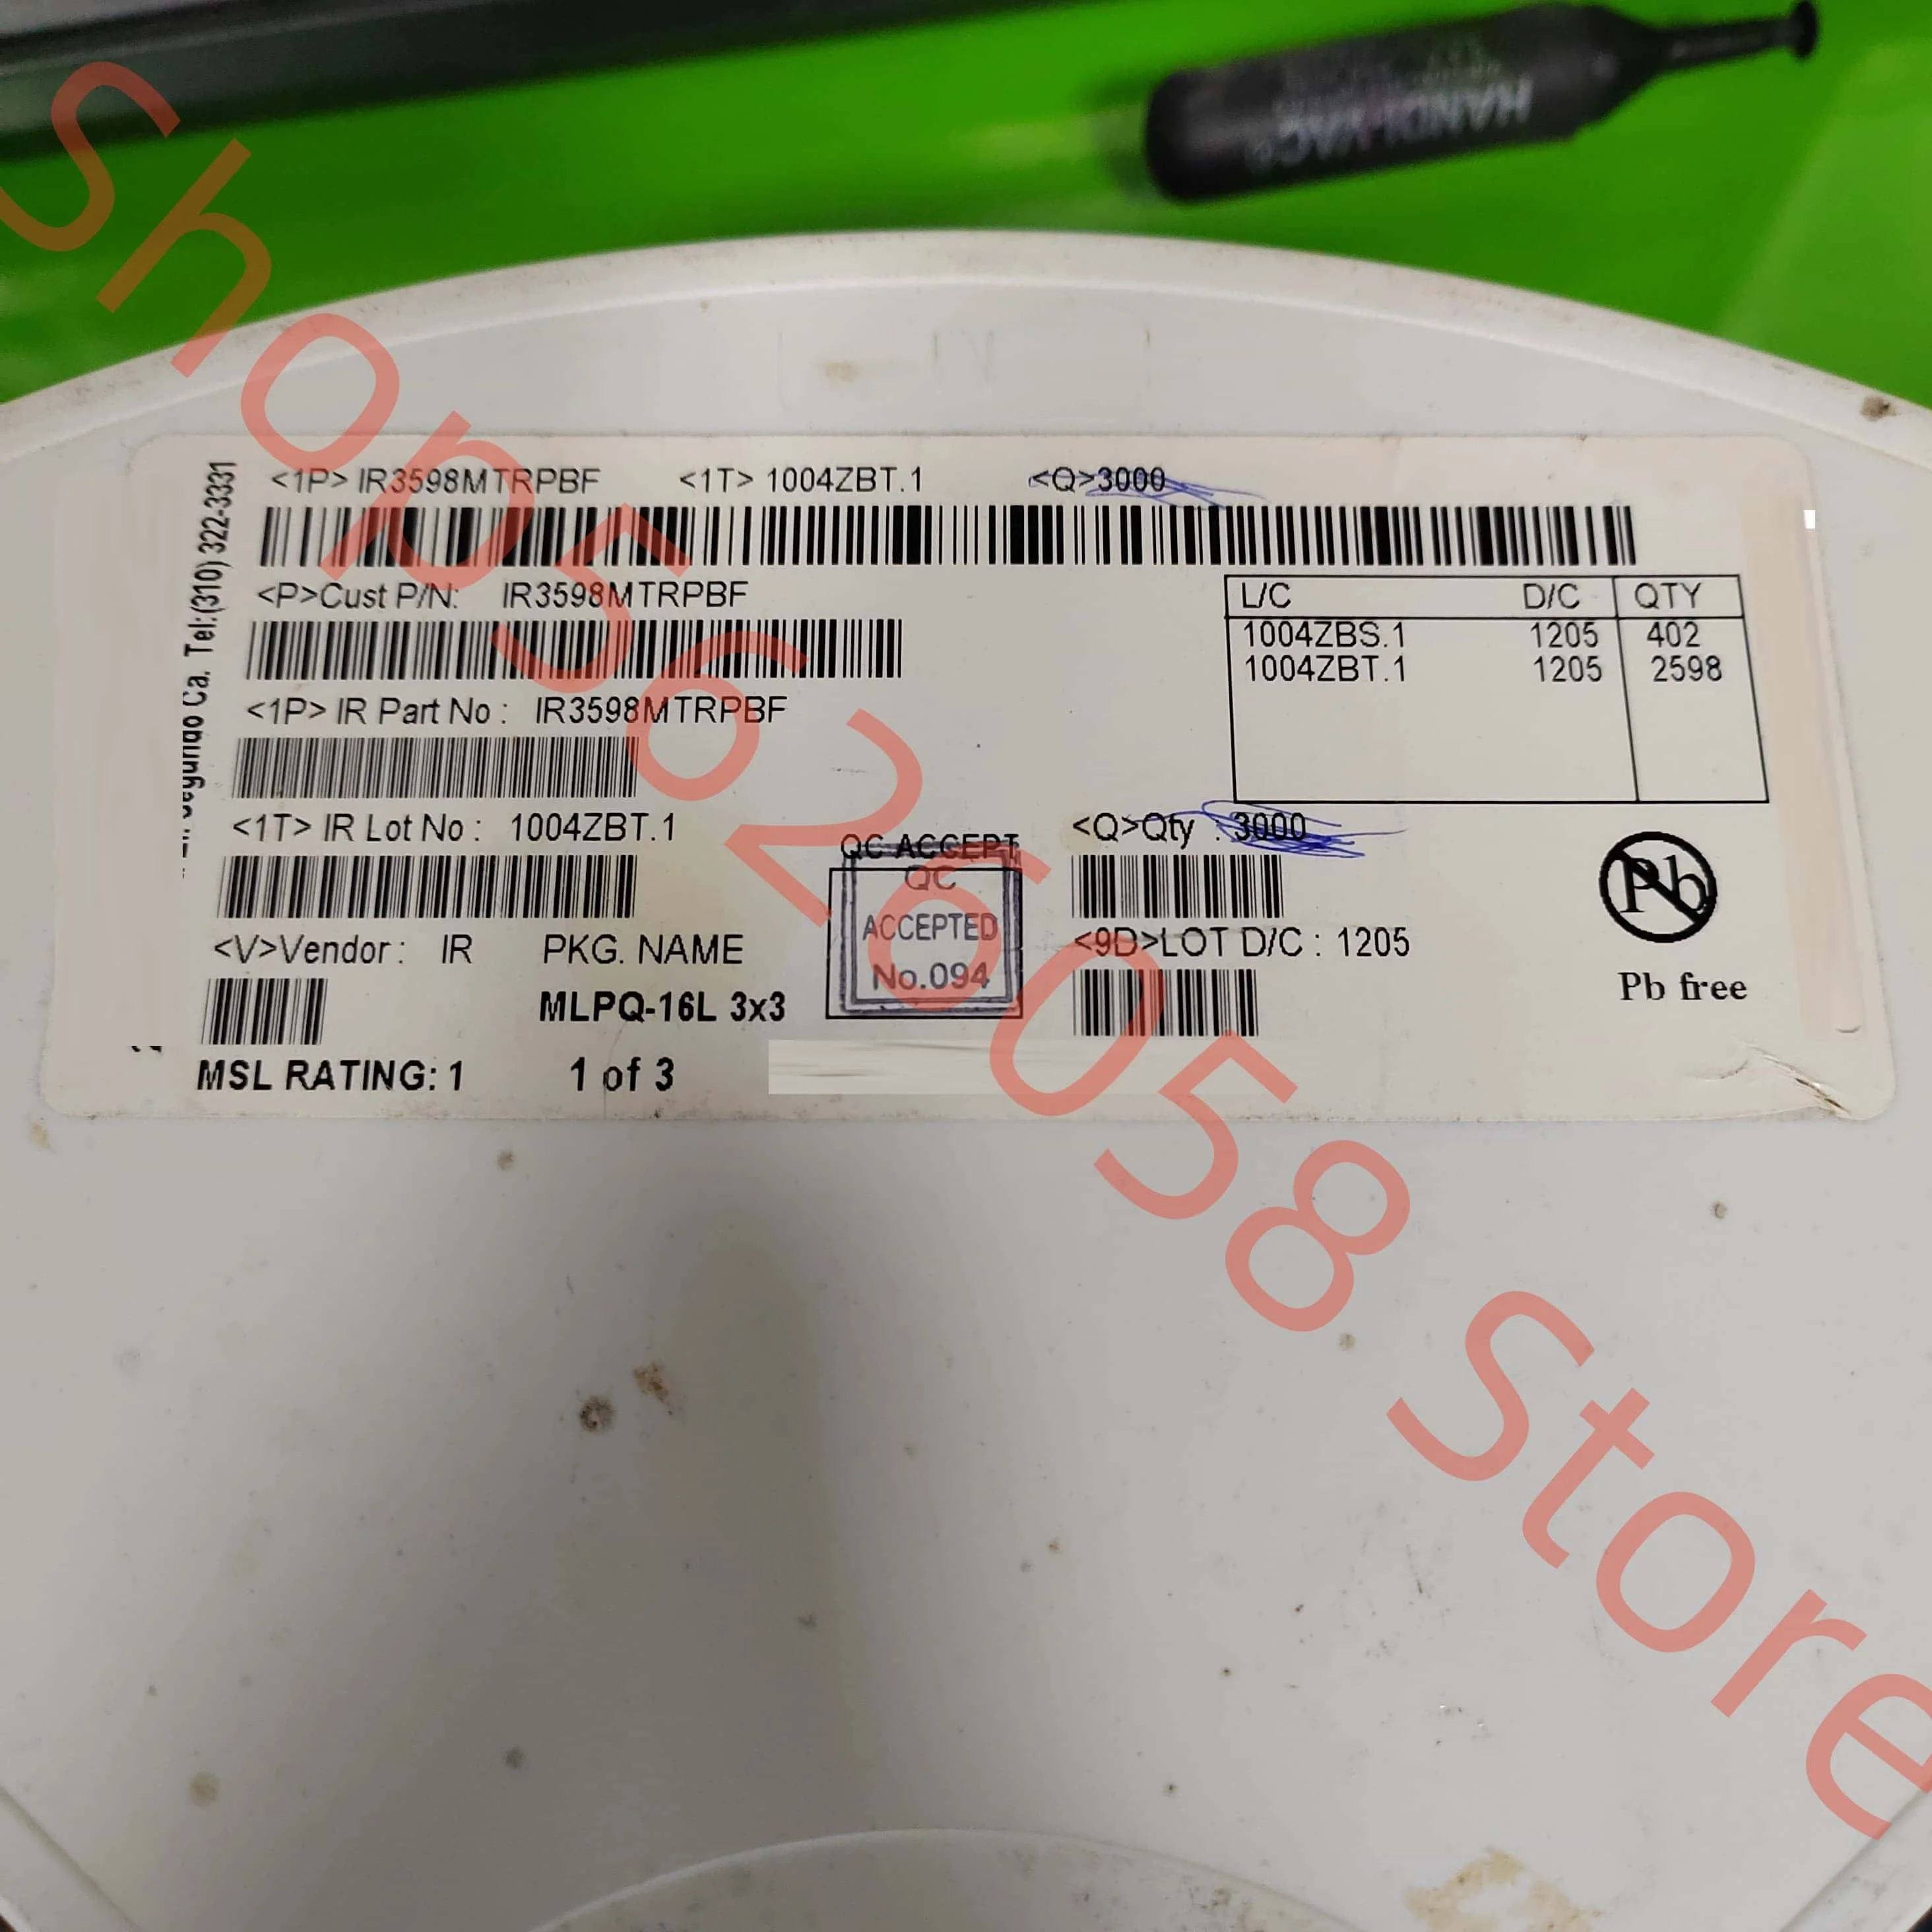 HANDI-VAC®
<1P> IR3598MTRPBF <1T> 1004ZBT.1 <Q>3000
<P>Cust P/N: IR3598MTRPBF
<1P> IR Part No : IR3598MTRPBF
<1T> IR Lot No : 1004ZBT.1
<V>Vendor : IR PKG. NAME
MLPQ-16L 3x3
MSL RATING: 1 1 of 3
QC ACCEPT
QC
ACCEPTED
No.094
L/C D/C QTY
1004ZBS.1 1205 402
1004ZBT.1 1205 2598
<Q>Qty : 3000
<9D>LOT D/C : 1205
Pb
Pb free
Ca. Tel:(310) 322-3331
Shop5626058 Store